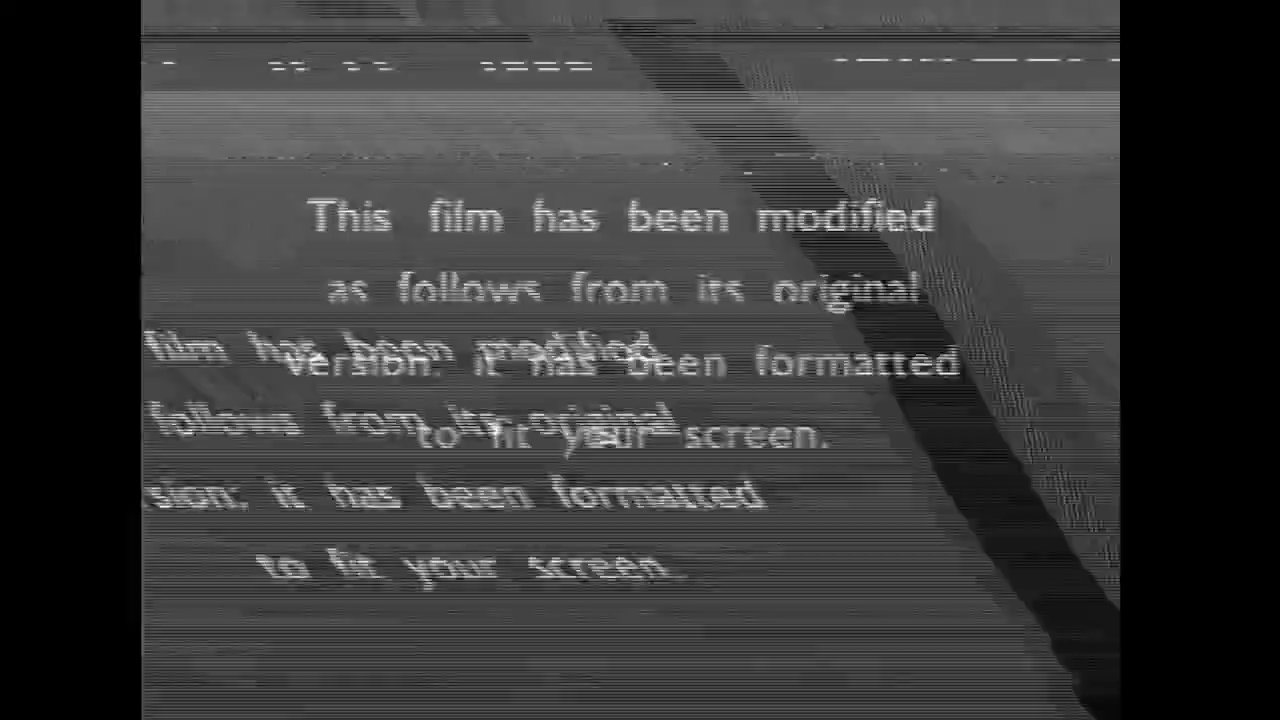 This film has been modified
as follows from its original
version: it has been formatted
to fit your screen.
film has been modified
follows from its original
sion: it has been formatted
to fit your screen.